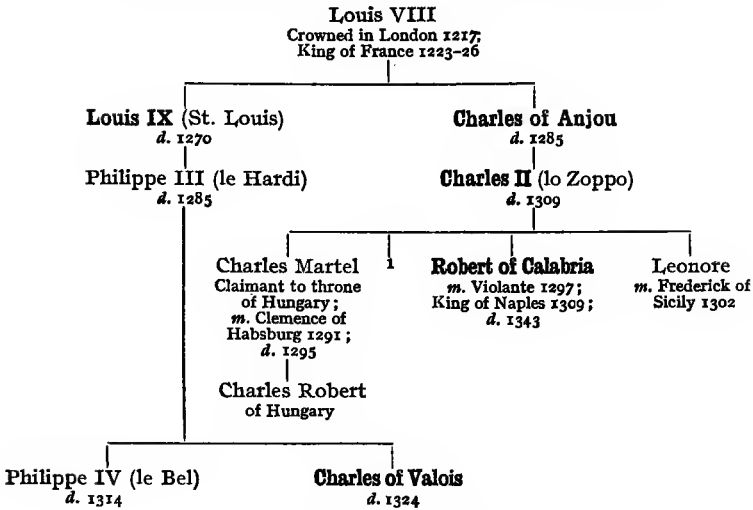 Louis VIII
Crowned in London 1217;
King of France 1223–26
Louis IX (St. Louis)
d. 1270
Charles of Anjou
d. 1285
Philippe III (le Hardi)
d. 1285
Charles II (lo Zoppo)
d. 1309
Charles Martel
Claimant to throne
of Hungary;
m. Clemence of
Habsburg 1291;
d. 1295
1
Robert of Calabria
m. Violante 1297;
King of Naples 1309;
d. 1343
Leonore
m. Frederick of
Sicily 1302
Charles Robert
of Hungary
Philippe IV (le Bel)
d. 1314
Charles of Valois
d. 1324